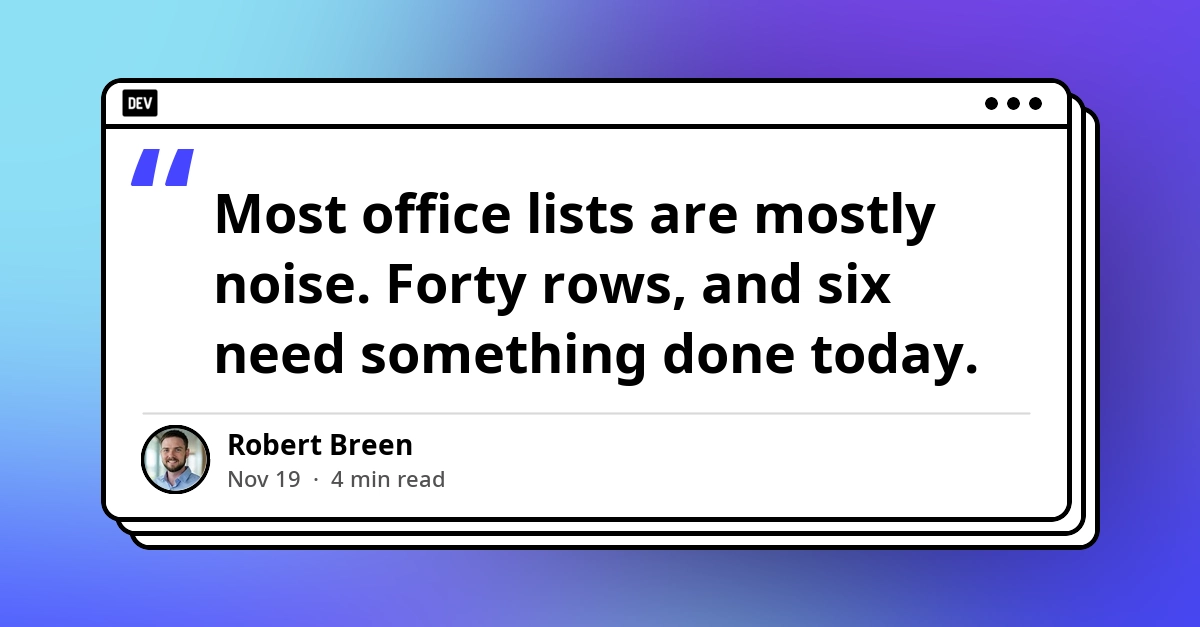 DEV
“
Most office lists are mostly
noise. Forty rows, and six
need something done today.
Robert Breen
Nov 19 · 4 min read